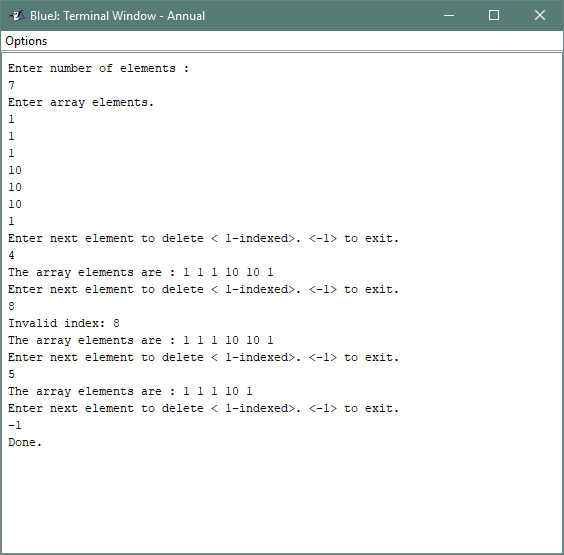 BlueJ: Terminal Window - Annual
Options
Enter number of elements :
7
Enter array elements.
1
1
1
10
10
10
1
Enter next element to delete < 1-indexed>. <-1> to exit.
4
The array elements are : 1 1 1 10 10 1
Enter next element to delete < 1-indexed>. <-1> to exit.
8
Invalid index: 8
The array elements are : 1 1 1 10 10 1
Enter next element to delete < 1-indexed>. <-1> to exit.
5
The array elements are : 1 1 1 10 1
Enter next element to delete < 1-indexed>. <-1> to exit.
-1
Done.